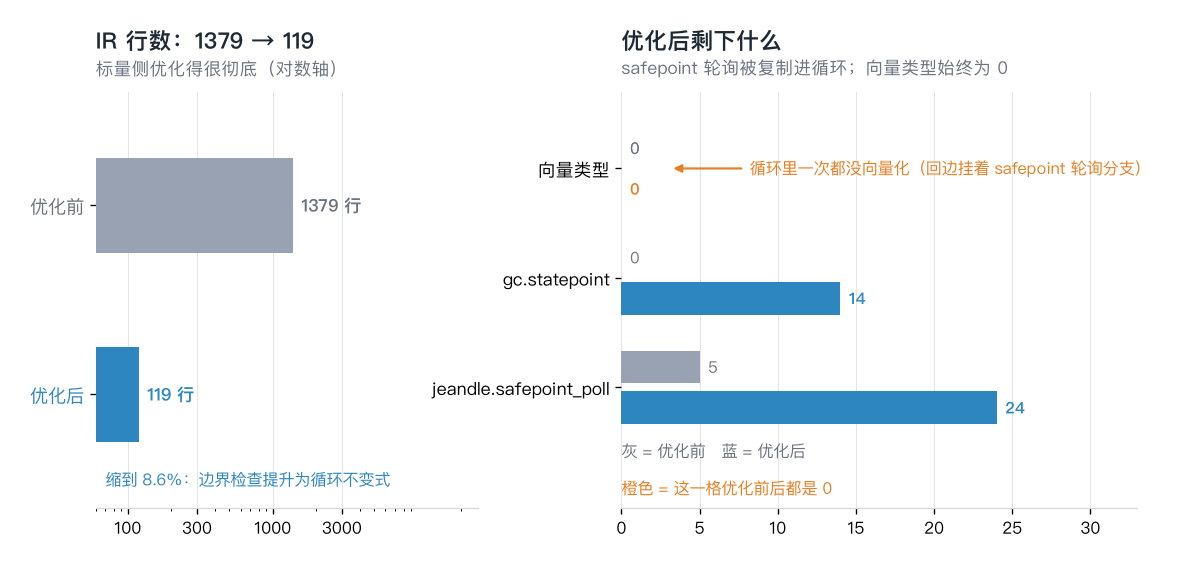 IR 行数：1379 → 119
标量侧优化得很彻底（对数轴）
优化前
1379 行
优化后
119 行
缩到 8.6%：边界检查提升为循环不变式
100 300 1000 3000
优化后剩下什么
safepoint 轮询被复制进循环；向量类型始终为 0
向量类型
0
0
循环里一次都没向量化（回边挂着 safepoint 轮询分支）
gc.statepoint
0
14
jeandle.safepoint_poll
5
24
灰 = 优化前 蓝 = 优化后
橙色 = 这一格优化前后都是 0
0 5 10 15 20 25 30